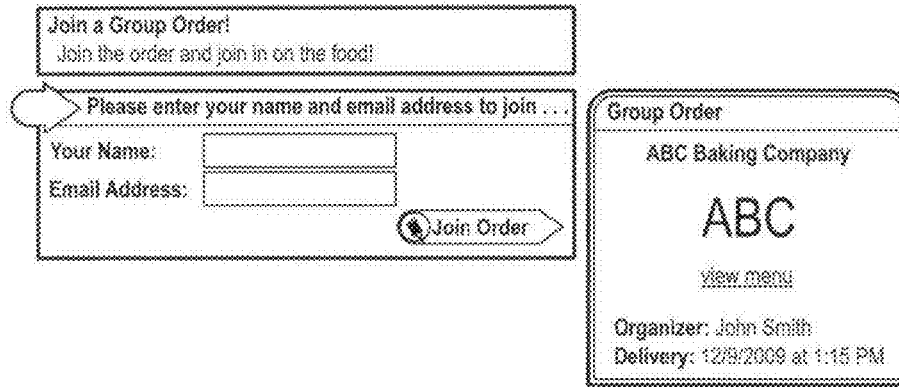 Join a Group Order!
Join the order and join in on the food!
Please enter your name and email address to join . . .
Your Name:
Email Address:
Join Order
Group Order
ABC Baking Company
ABC
view menu
Organizer: John Smith
Delivery: 12/9/2009 at 1:15 PM